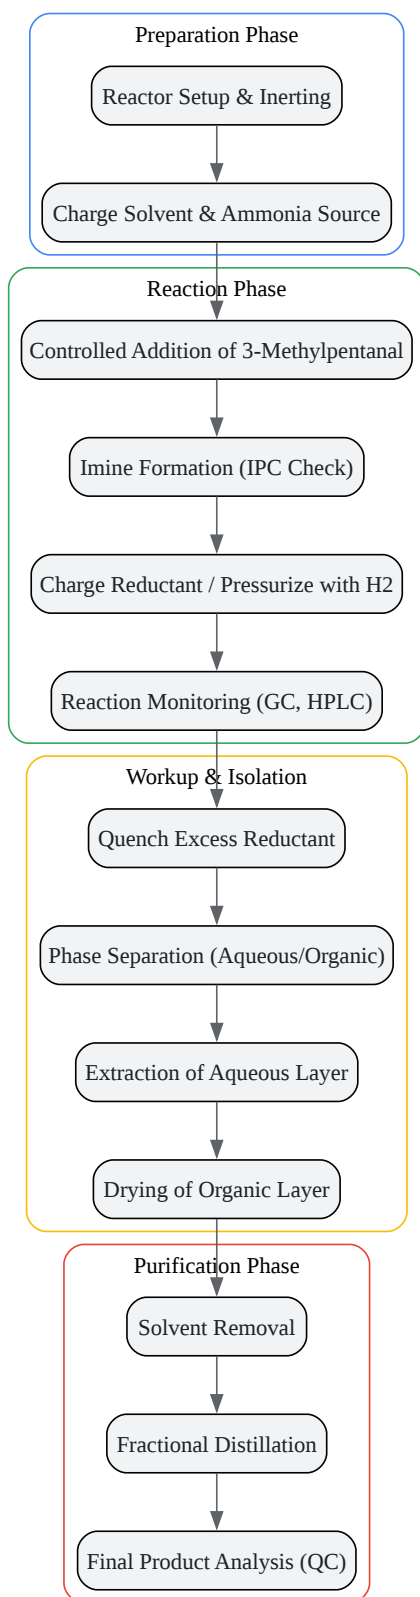 Preparation Phase
Reactor Setup & Inerting
Charge Solvent & Ammonia Source
Reaction Phase
Controlled Addition of 3-Methylpentanal
Imine Formation (IPC Check)
Charge Reductant / Pressurize with H2
Reaction Monitoring (GC, HPLC)
Workup & Isolation
Quench Excess Reductant
Phase Separation (Aqueous/Organic)
Extraction of Aqueous Layer
Drying of Organic Layer
Purification Phase
Solvent Removal
Fractional Distillation
Final Product Analysis (QC)